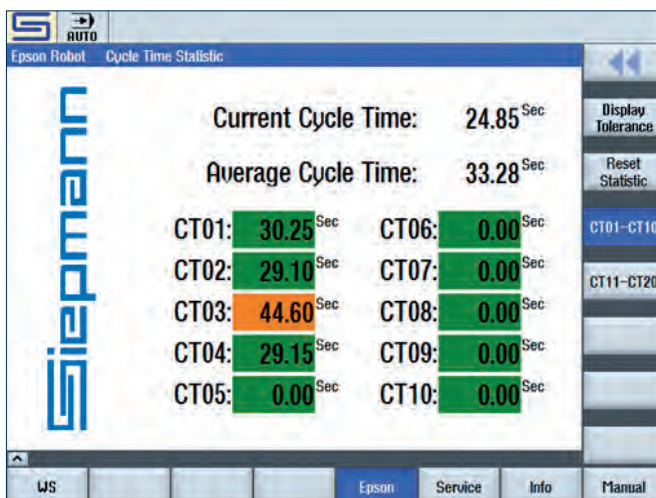 AUTO
Epson Robot Cycle Time Statistic
Siepmann
Current Cycle Time: 24.85 Sec
Average Cycle Time: 33.28 Sec
CT01: 30.25 Sec CT06: 0.00 Sec
CT02: 29.10 Sec CT07: 0.00 Sec
CT03: 44.60 Sec CT08: 0.00 Sec
CT04: 29.15 Sec CT09: 0.00 Sec
CT05: 0.00 Sec CT10: 0.00 Sec
Display
Tolerance
Reset
Statistic
CT01-CT10
CT11-CT20
WS Epson Service Info Manual